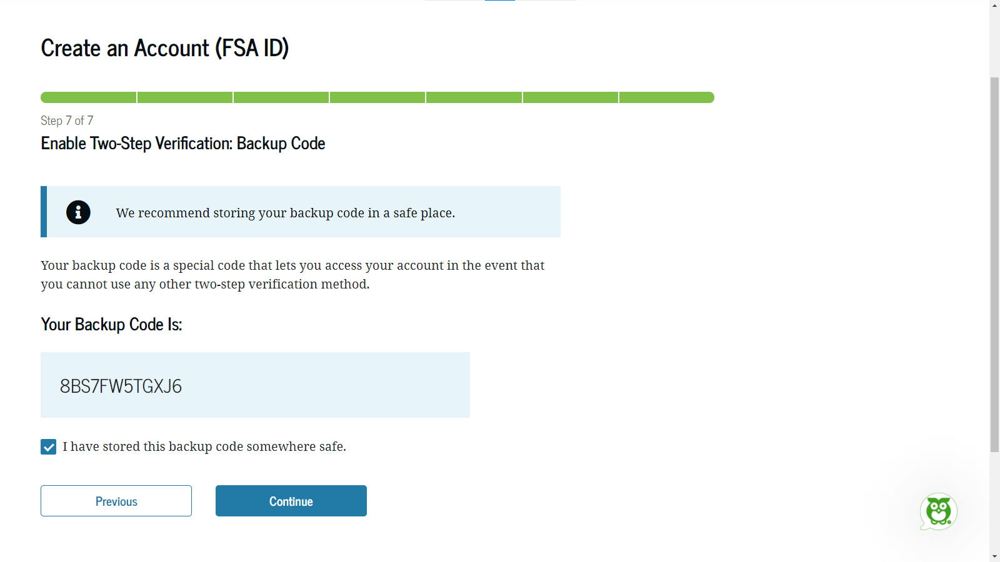 Create an Account (FSA ID)
Step 7 of 7
Enable Two-Step Verification: Backup Code
We recommend storing your backup code in a safe place.
Your backup code is a special code that lets you access your account in the event that
you cannot use any other two-step verification method.
Your Backup Code Is:
8BS7FW5TGXJ6
I have stored this backup code somewhere safe.
Previous
Continue